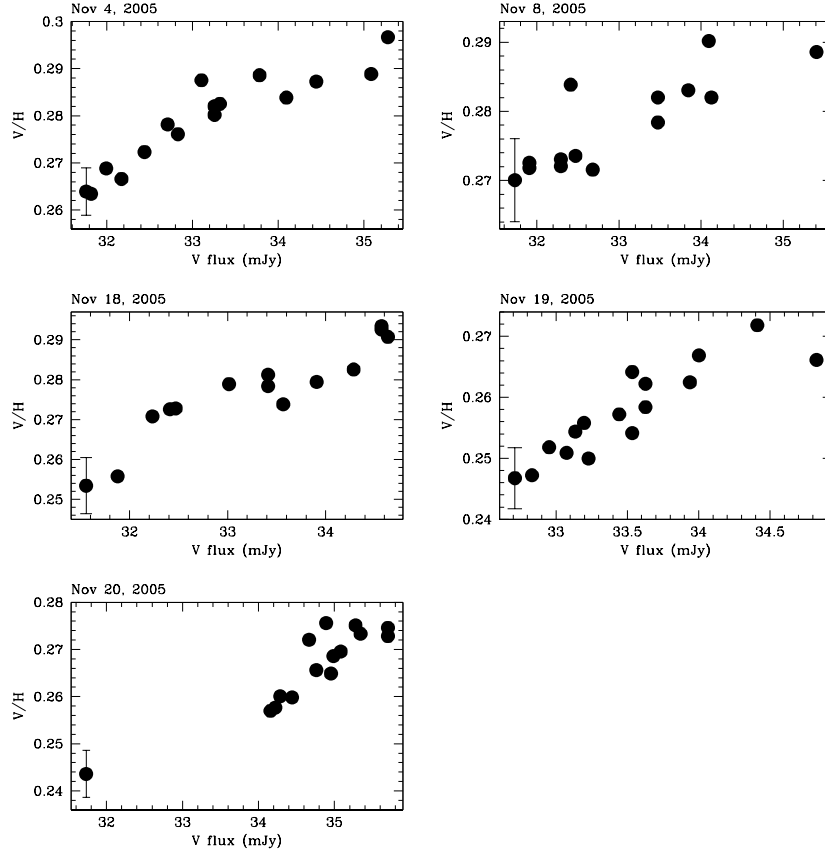 Nov 4, 2005
0.3
0.29
0.28
0.27
0.26
V/H
32 33 34 35
V flux (mJy)
Nov 8, 2005
0.29
0.28
0.27
V/H
32 33 34 35
V flux (mJy)
Nov 18, 2005
0.29
0.28
0.27
0.26
0.25
V/H
32 33 34
V flux (mJy)
Nov 19, 2005
0.27
0.26
0.25
0.24
V/H
33 33.5 34 34.5
V flux (mJy)
Nov 20, 2005
0.28
0.27
0.26
0.25
0.24
V/H
32 33 34 35
V flux (mJy)